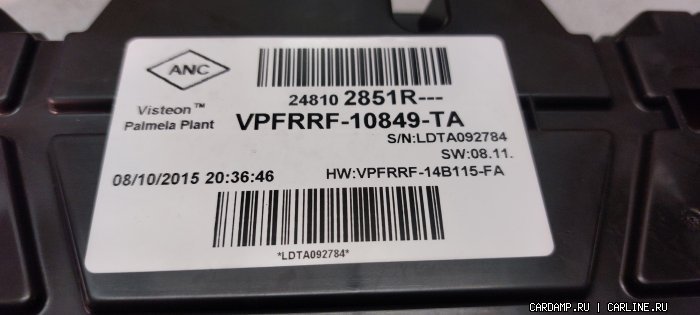 ANC
Visteon™
Palmela Plant
24810 2851R---
VPFRRF-10849-TA
S/N:LDTA092784
SW:08.11.
08/10/2015 20:36:46
HW:VPFRRF-14B115-FA
*LDTA092784*
CARDAMP.RU | CARLINE.RU